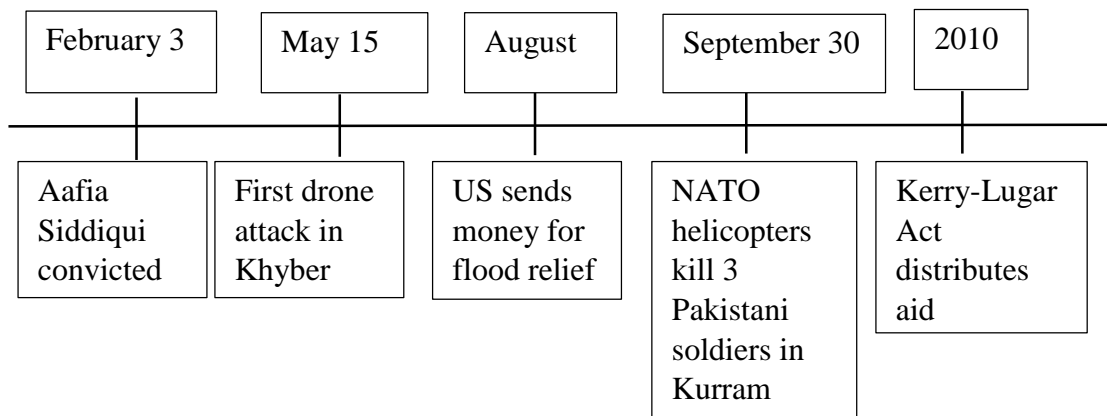 February 3
May 15
August
September 30
2010
Aafia
Siddiqui
convicted
First drone
attack in
Khyber
US sends
money for
flood relief
NATO
helicopters
kill 3
Pakistani
soldiers in
Kurram
Kerry-Lugar
Act
distributes
aid